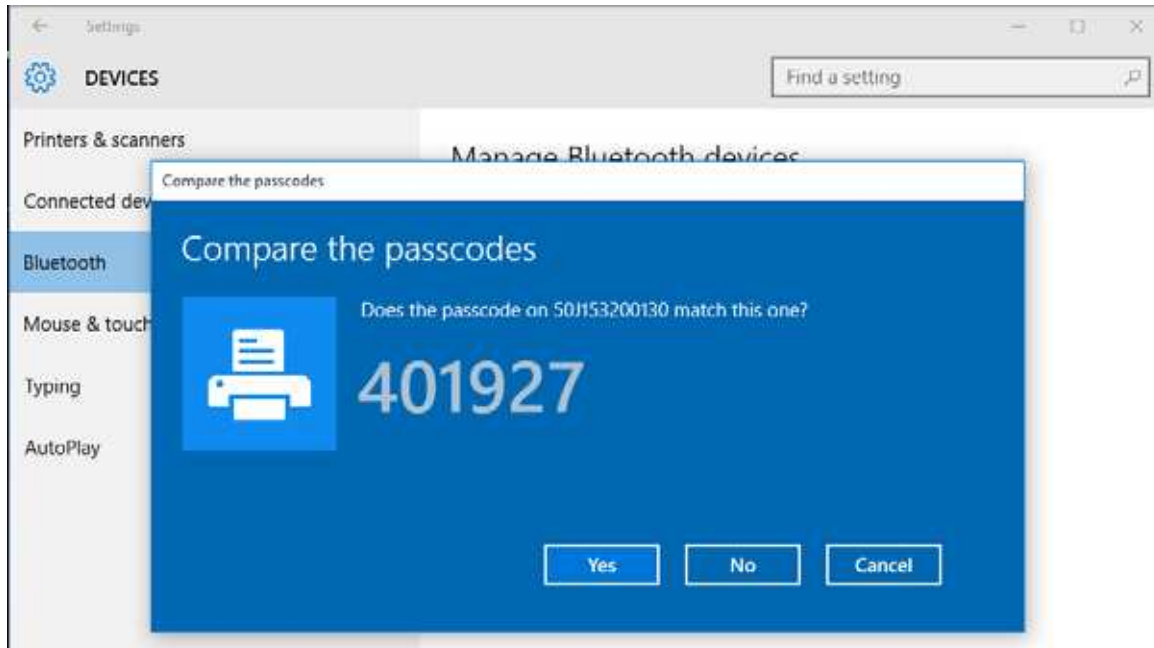 Settings
DEVICES
Find a setting
Printers & scanners
Manage Bluetooth devices
Connected dev
Bluetooth
Mouse & touch
Typing
AutoPlay
Compare the passcodes
Compare the passcodes
Does the passcode on 50J153200130 match this one?
401927
Yes
No
Cancel